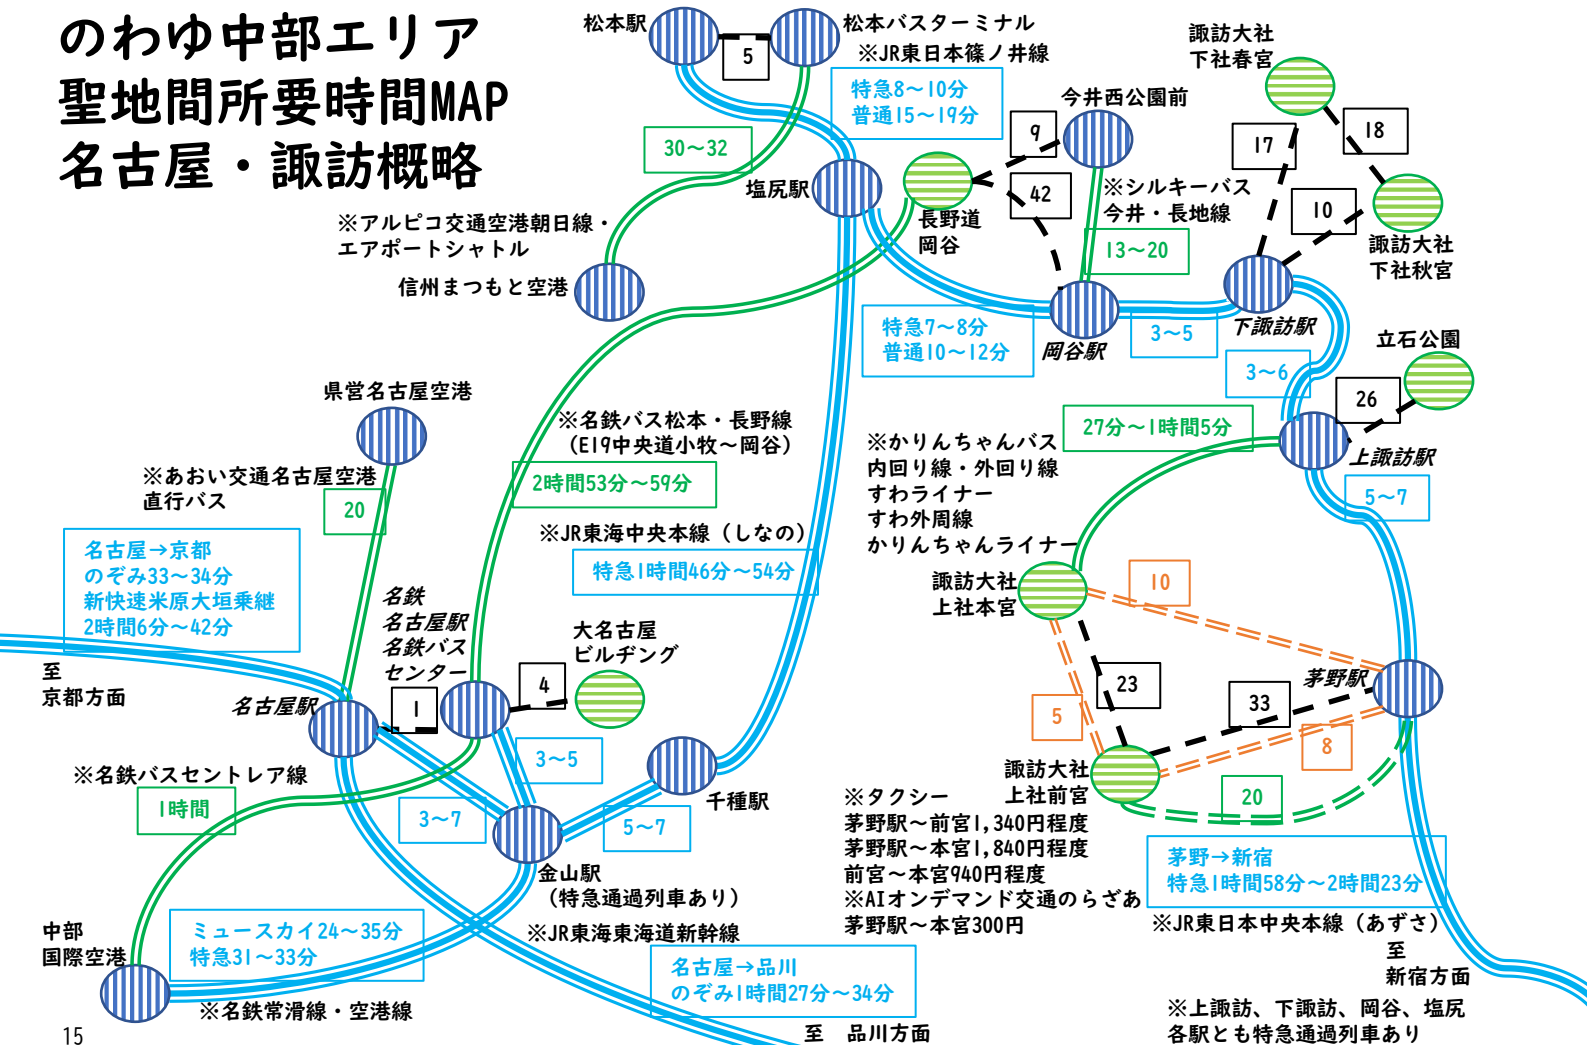 のわゆ中部エリア
聖地間所要時間MAP
名古屋・諏訪概略
松本駅
5
松本バスターミナル
※JR東日本篠ノ井線
特急8～10分
普通15～19分
諏訪大社
下社春宮
今井西公園前
9
17
18
30～32
塩尻駅
42
※シルキーバス
今井・長地線
10
長野道
岡谷
13～20
諏訪大社
下社秋宮
※アルピコ交通空港朝日線・
エアポートシャトル
信州まつもと空港
特急7～8分
普通10～12分
岡谷駅
3～5
下諏訪駅
立石公園
3～6
26
県営名古屋空港
※名鉄バス松本・長野線
（E19中央道小牧～岡谷）
27分～1時間5分
※かりんちゃんバス
内回り線・外回り線
すわライナー
すわ外周線
かりんちゃんライナー
上諏訪駅
※あおい交通名古屋空港
直行バス
20
2時間53分～59分
5～7
※JR東海中央本線（しなの）
特急1時間46分～54分
名古屋→京都
のぞみ33～34分
新快速米原大垣乗継
2時間6分～42分
名鉄
名古屋駅
名鉄バス
センター
大名古屋
ビルヂング
諏訪大社
上社本宮
10
至
京都方面
名古屋駅
1
4
23
5
33
茅野駅
8
3～5
※名鉄バスセントレア線
1時間
3～7
千種駅
5～7
諏訪大社
上社前宮
20
※タクシー
茅野駅～前宮1,340円程度
茅野駅～本宮1,840円程度
前宮～本宮940円程度
※AIオンデマンド交通のらざあ
茅野駅～本宮300円
茅野→新宿
特急1時間58分～2時間23分
金山駅
（特急通過列車あり）
※JR東日本中央本線（あずさ）
至
新宿方面
中部
国際空港
ミュースカイ24～35分
特急31～33分
※JR東海東海道新幹線
名古屋→品川
のぞみ1時間27分～34分
※名鉄常滑線・空港線
至　品川方面
※上諏訪、下諏訪、岡谷、塩尻
各駅とも特急通過列車あり
15